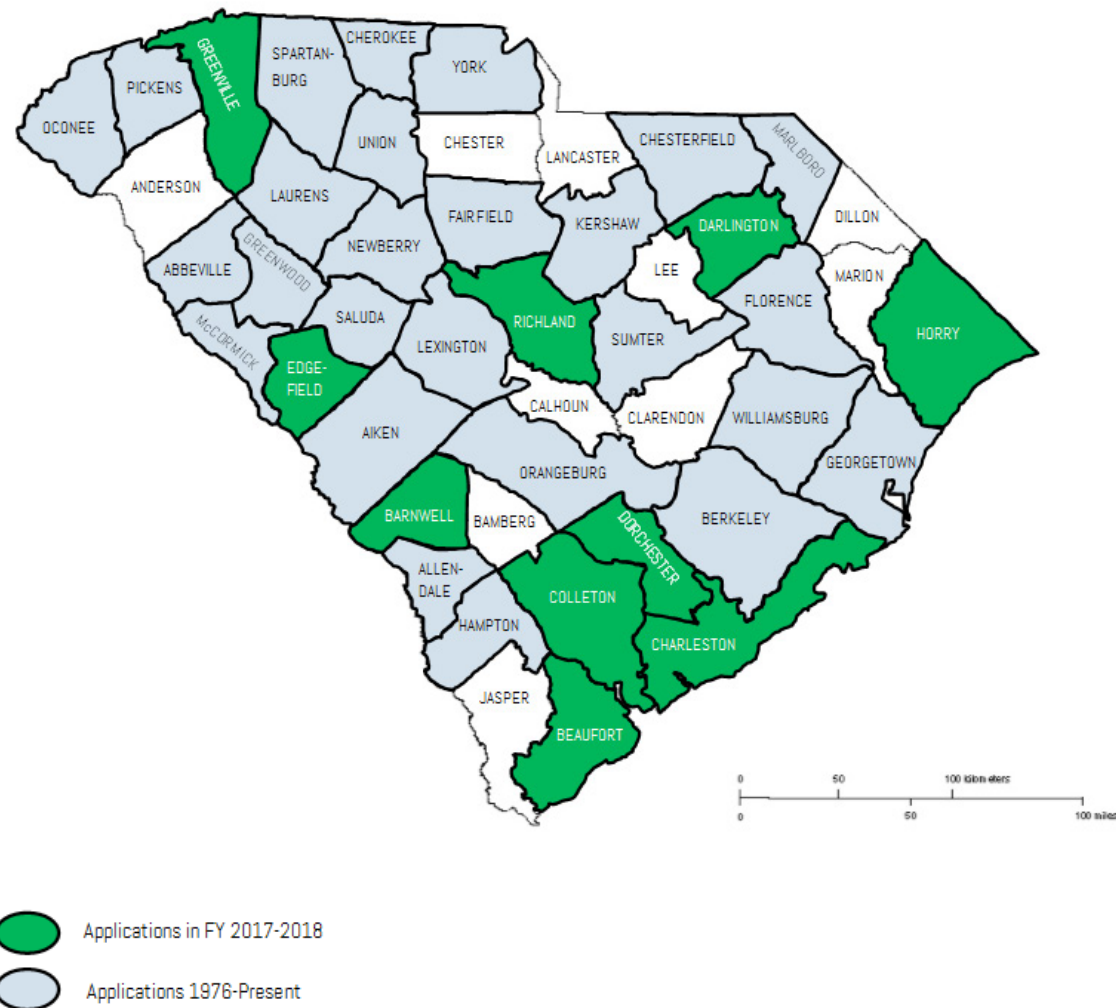 CHEROKEE
SPARTAN-
BURG
GREENVILLE
YORK
PICKENS
OCONEE
UNION
CHESTER
CHESTERFIELD
MARLBORO
LANCASTER
ANDERSON
LAURENS
FAIRFIELD
KERSHAW
DARLINGTON
DILLON
NEWBERRY
GREENWOOD
ABBEVILLE
LEE
MARION
FLORENCE
SALUDA
RICHLAND
HORRY
McCORMICK
LEXINGTON
SUMTER
EDGE-
FIELD
CALHOUN
CLARENDON
WILLIAMSBURG
AIKEN
GEORGETOWN
ORANGEBURG
BARNWELL
BAMBERG
BERKELEY
DORCHESTER
ALLEN-
DALE
COLLETON
HAMPTON
CHARLESTON
JASPER
BEAUFORT
0 50 100 kilometers
0 50 100 miles
Applications in FY 2017-2018
Applications 1976-Present